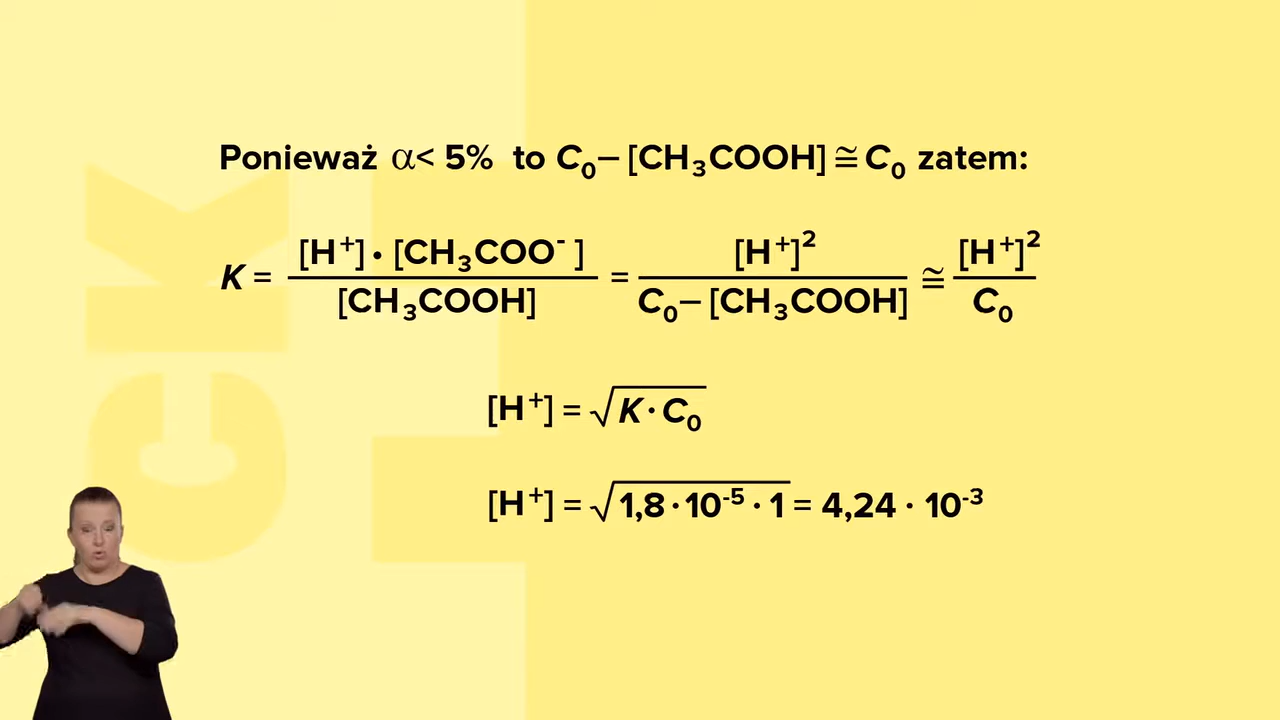 Ponieważ α< 5% to C₀– [CH₃COOH] ≅ C₀ zatem:
K = [H⁺] · [CH₃COO⁻ ] / [CH₃COOH] = [H⁺]² / C₀– [CH₃COOH] ≅ [H⁺]² / C₀
[H⁺] = √K · C₀
[H⁺] = √1,8 · 10⁻⁵ · 1 = 4,24 · 10⁻³
CK